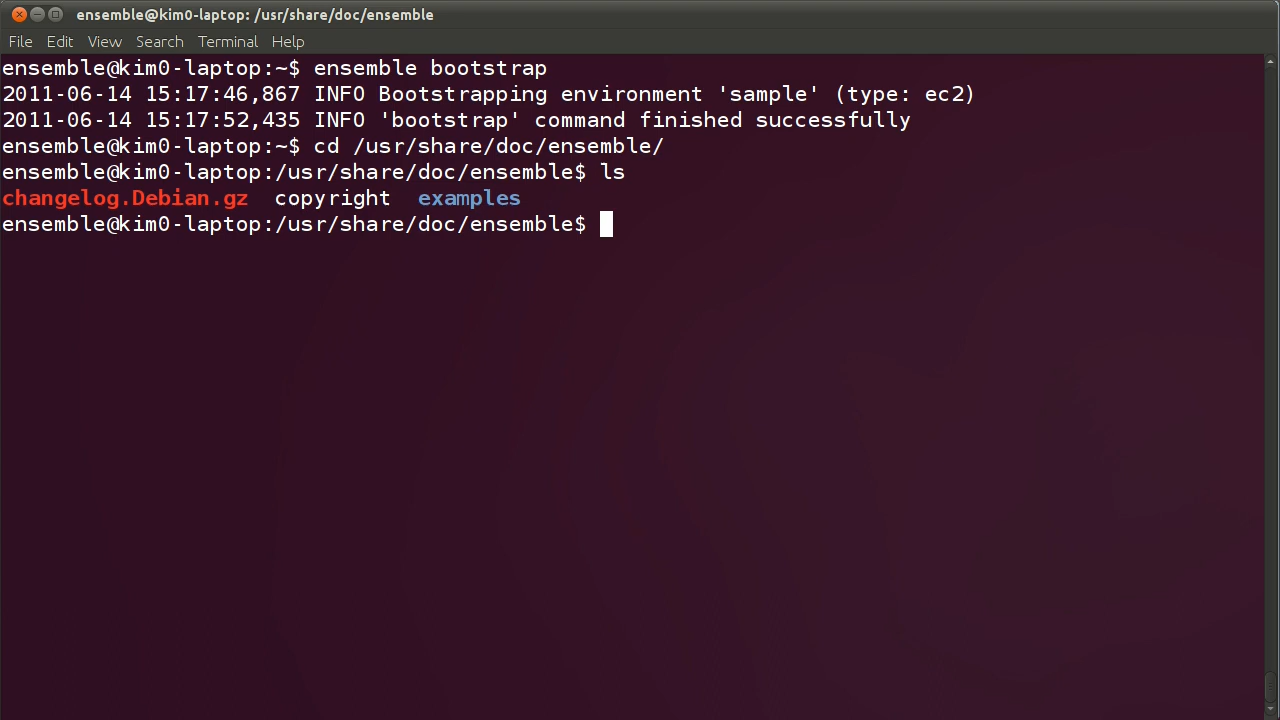 ensemble@kim0-laptop: /usr/share/doc/ensemble
File Edit View Search Terminal Help
ensemble@kim0-laptop:~$ ensemble bootstrap
2011-06-14 15:17:46,867 INFO Bootstrapping environment 'sample' (type: ec2)
2011-06-14 15:17:52,435 INFO 'bootstrap' command finished successfully
ensemble@kim0-laptop:~$ cd /usr/share/doc/ensemble/
ensemble@kim0-laptop:/usr/share/doc/ensemble$ ls
changelog.Debian.gz  copyright  examples
ensemble@kim0-laptop:/usr/share/doc/ensemble$